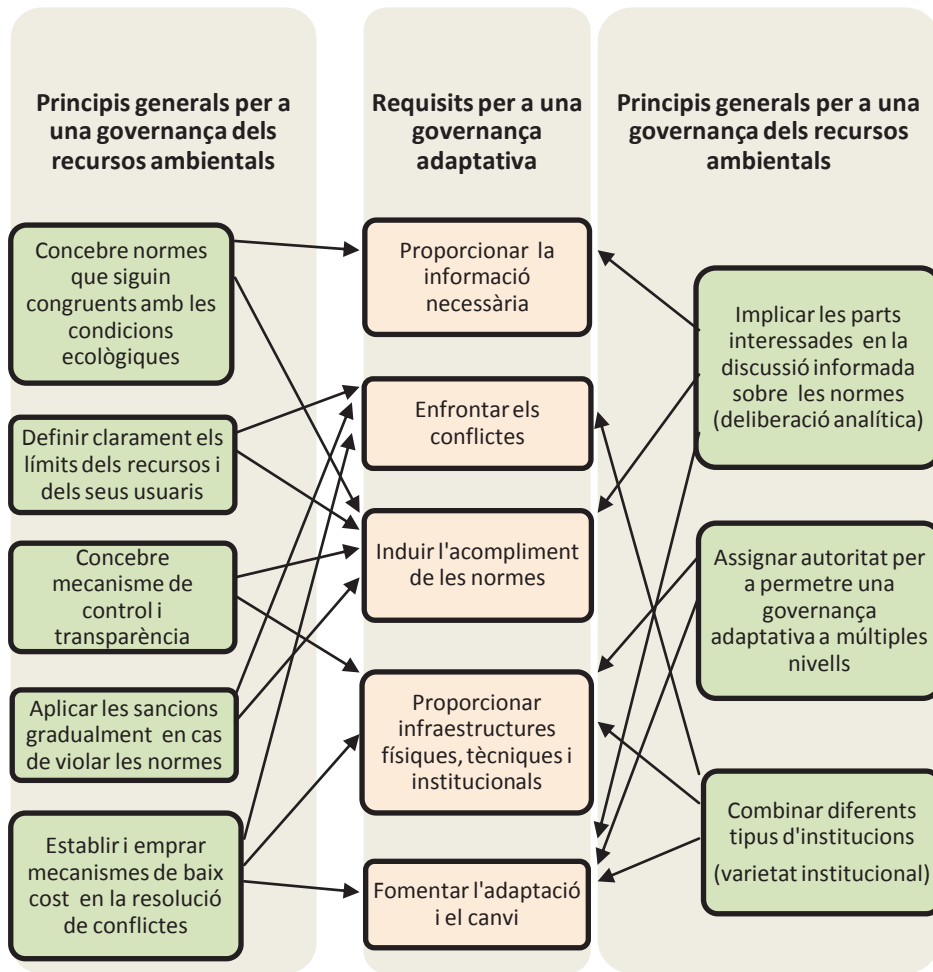 Principis generals per a
una governança dels
recursos ambientals
Concebre normes
que siguin
congruents amb les
condicions
ecològiques
Definir clarament els
límits dels recursos i
dels seus usuaris
Concebre
mecanisme de
control i
transparència
Aplicar les sancions
gradualment en cas
de violar les normes
Establir i emprar
mecanismes de baix
cost en la resolució
de conflictes
Requisits per a una
governança
adaptativa
Proporcionar la
informació
necessària
Enfrontar els
conflictes
Induir l'acompliment
de les normes
Proporcionar
infraestructures
físiques, tècniques i
institucionals
Fomentar l'adaptació
i el canvi
Principis generals per a una
governança dels recursos
ambientals
Implicar les parts
interessades en la
discussió informada
sobre les normes
(deliberació analítica)
Assignar autoritat per
a permetre una
governança
adaptativa a múltiples
nivells
Combinar diferents
tipus d'institucions
(varietat institucional)